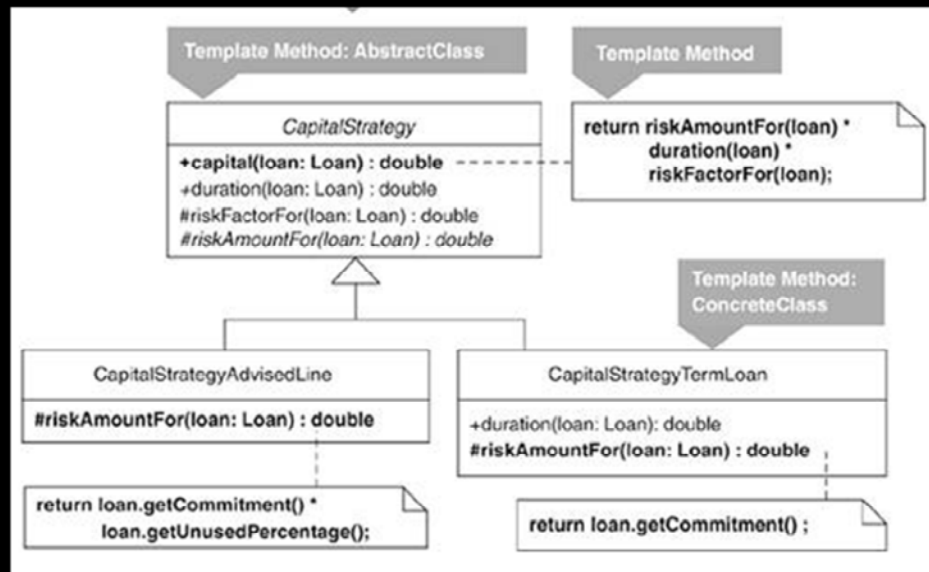 Template Method: AbstractClass
Template Method
CapitalStrategy
+capital(loan: Loan) : double
+duration(loan: Loan) : double
#riskFactorFor(loan: Loan) : double
#riskAmountFor(loan: Loan) : double
return riskAmountFor(loan) *
duration(loan) *
riskFactorFor(loan);
Template Method:
ConcreteClass
CapitalStrategyAdvisedLine
#riskAmountFor(loan: Loan) : double
return loan.getCommitment() *
loan.getUnusedPercentage();
CapitalStrategyTermLoan
+duration(loan: Loan): double
#riskAmountFor(loan: Loan) : double
return loan.getCommitment() ;